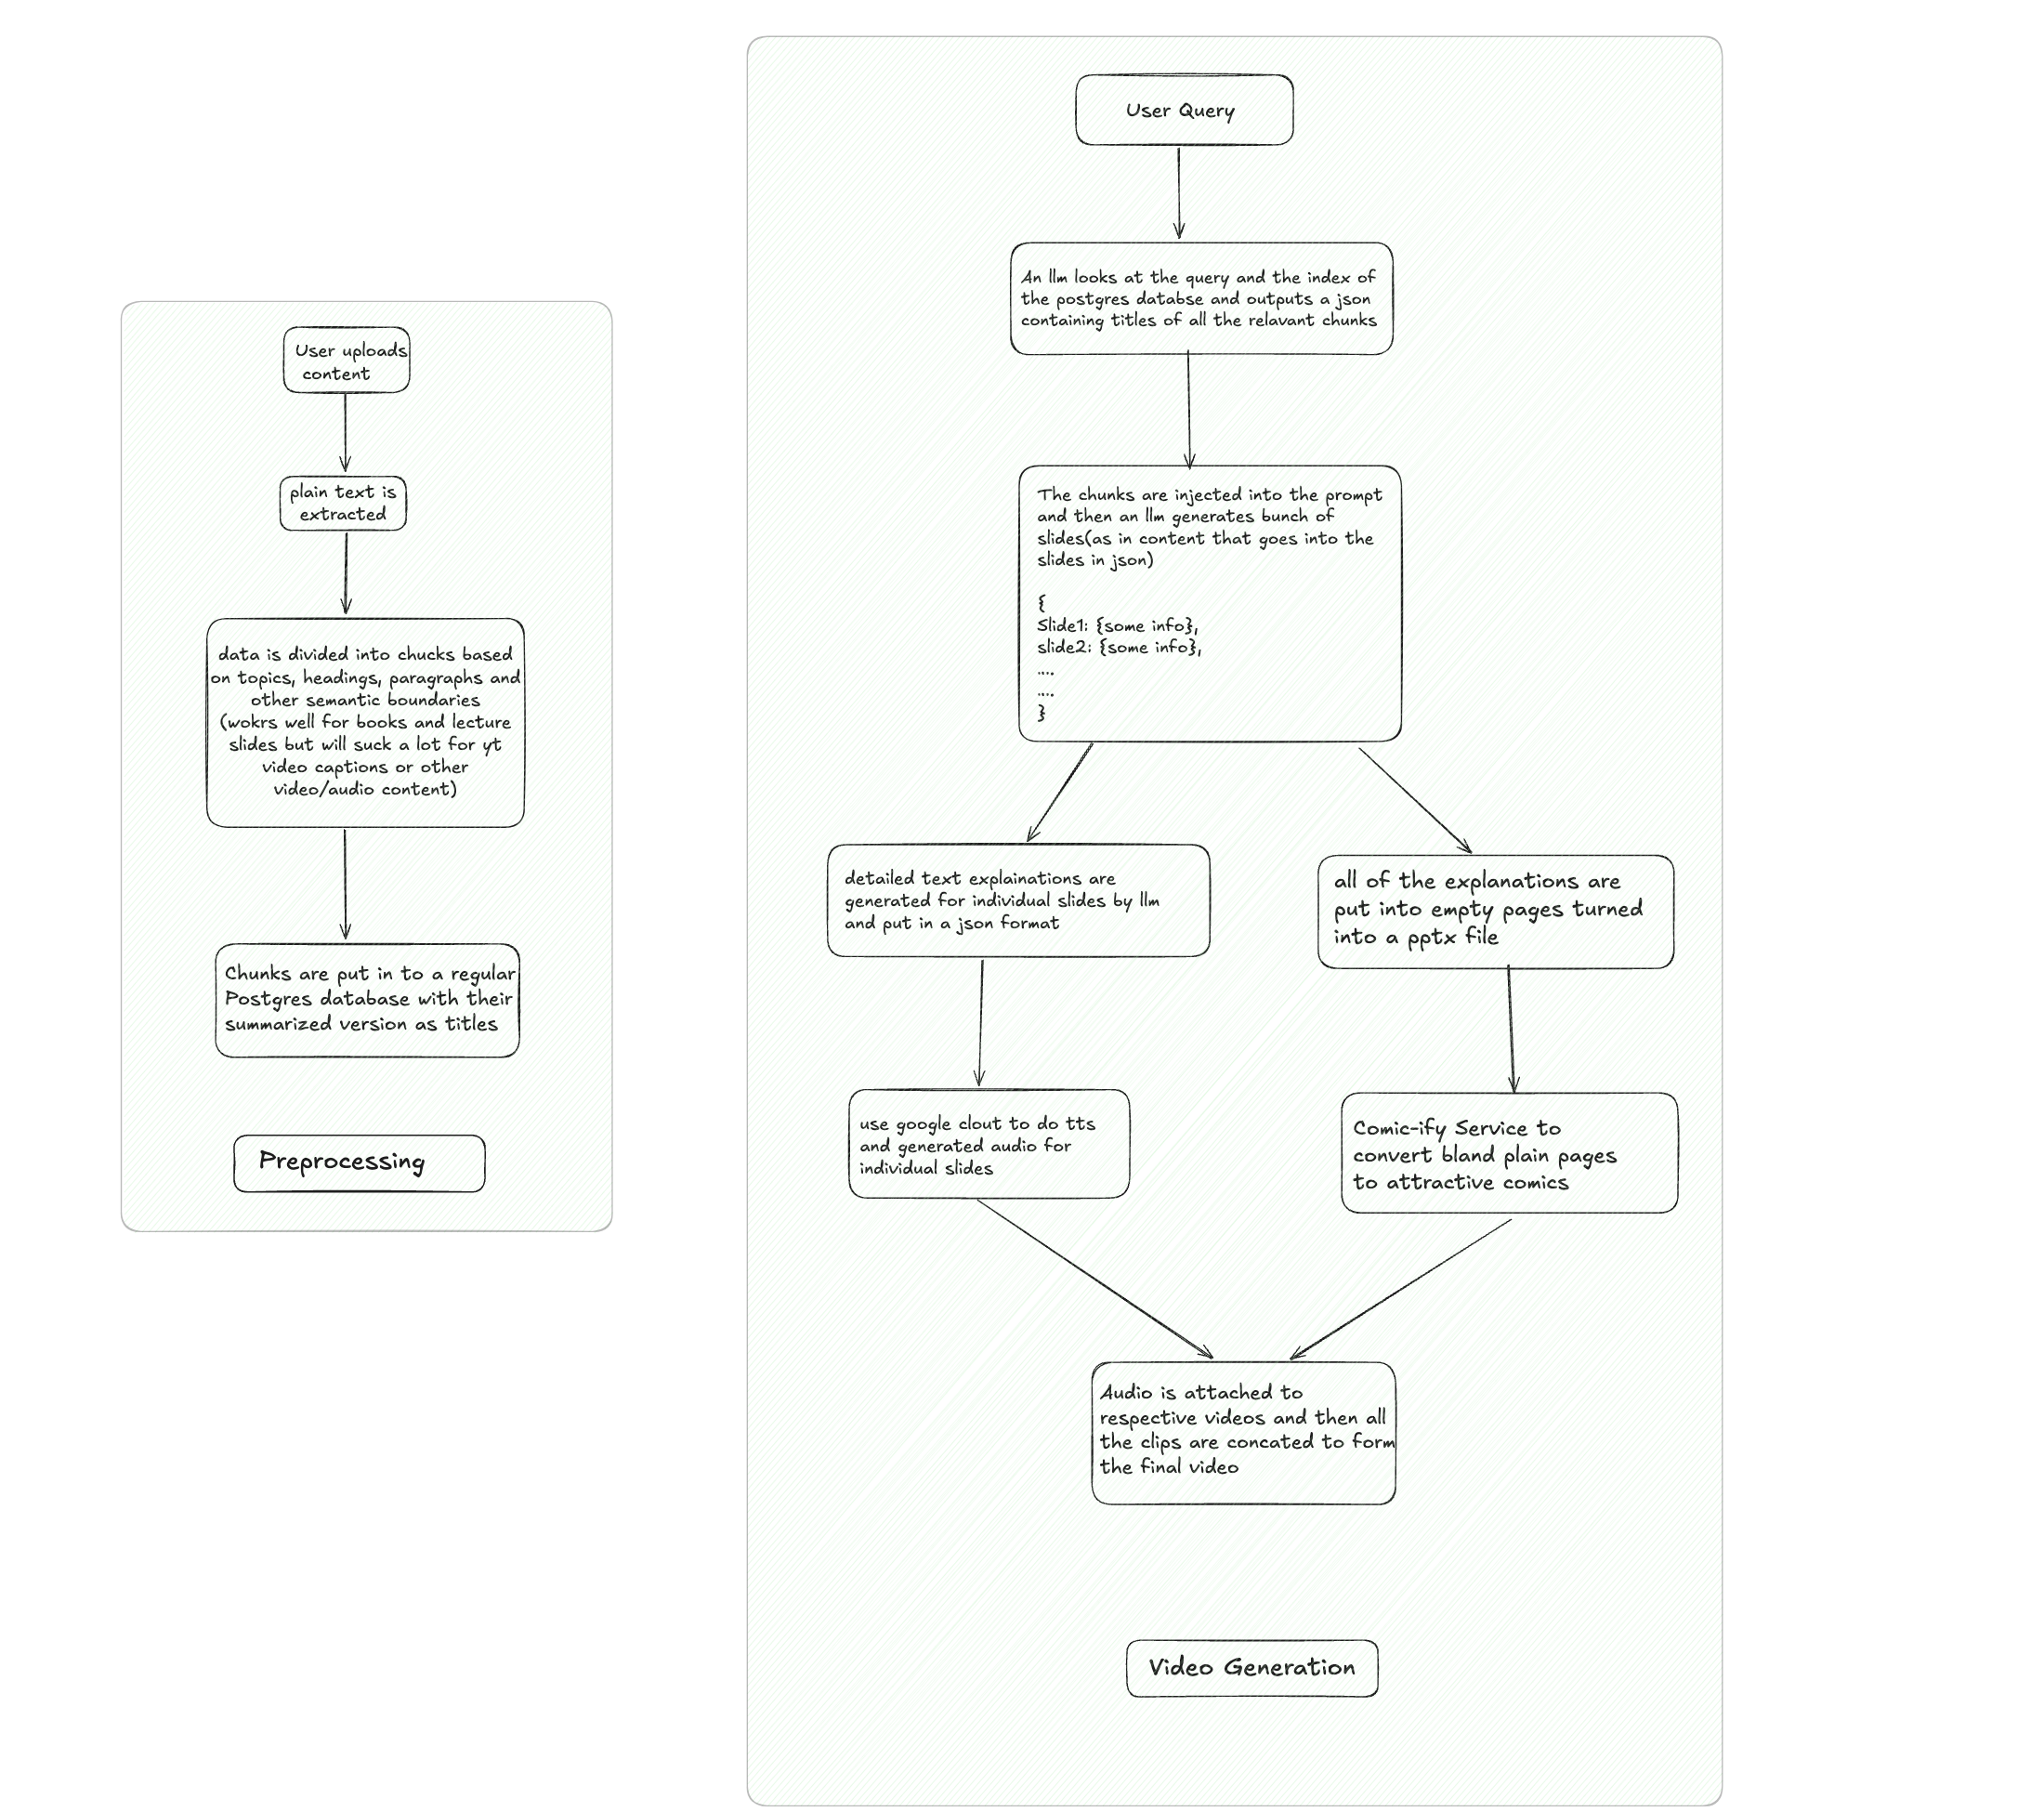 User uploads
content
plain text is
extracted
data is divided into chucks based
on topics, headings, paragraphs and
other semantic boundaries
(wokrs well for books and lecture
slides but will suck a lot for yt
video captions or other
video/audio content)
Chunks are put in to a regular
Postgres database with their
summarized version as titles
Preprocessing
User Query
An llm looks at the query and the index of
the postgres databse and outputs a json
containing titles of all the relavant chunks
The chunks are injected into the prompt
and then an llm generates bunch of
slides(as in content that goes into the
slides in json)
{
Slide1: {some info},
slide2: {some info},
....
....
}
detailed text explainations are
generated for individual slides by llm
and put in a json format
all of the explanations are
put into empty pages turned
into a pptx file
use google clout to do tts
and generated audio for
individual slides
Comic-ify Service to
convert bland plain pages
to attractive comics
Audio is attached to
respective videos and then all
the clips are concated to form
the final video
Video Generation